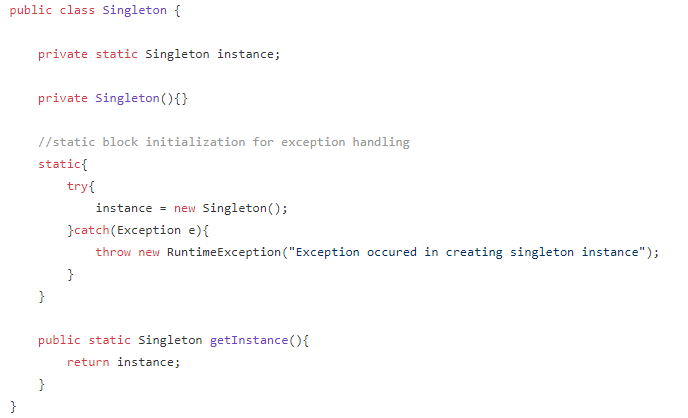 public class Singleton {
private static Singleton instance;
private Singleton(){}
//static block initialization for exception handling
static{
try{
instance = new Singleton();
}catch(Exception e){
throw new RuntimeException("Exception occured in creating singleton instance");
}
}
public static Singleton getInstance(){
return instance;
}
}